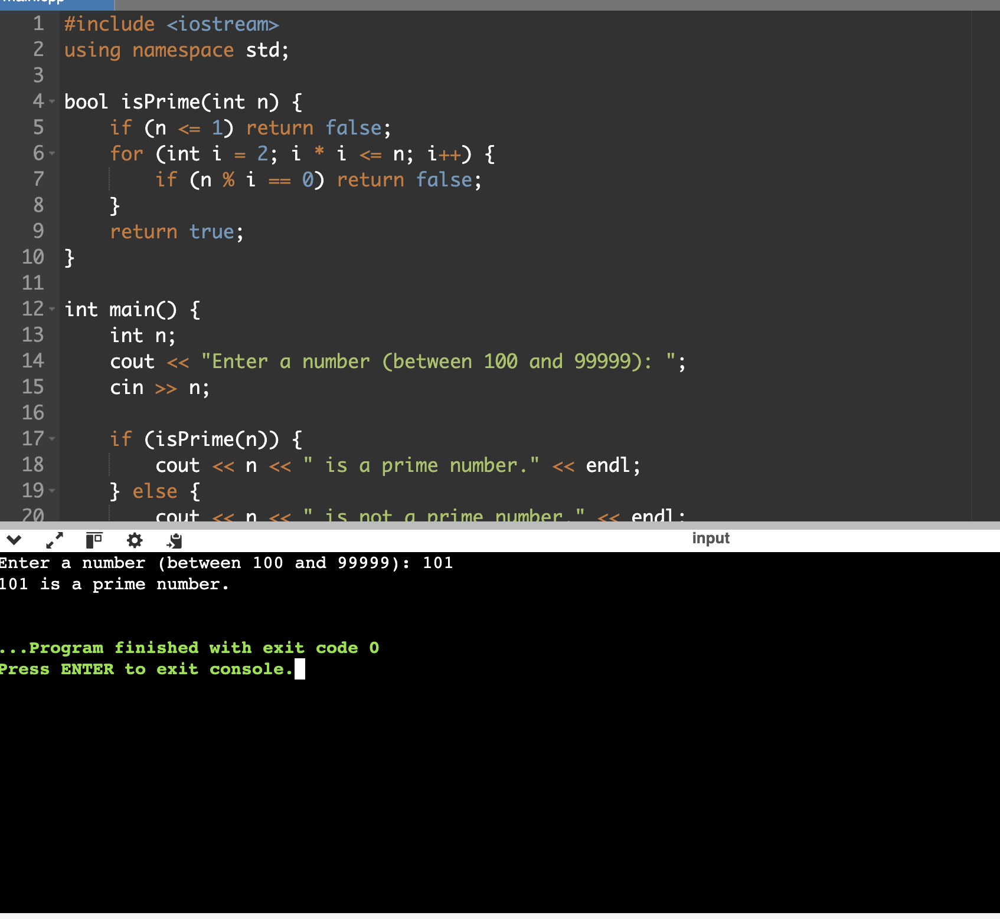 main.cpp
1 #include <iostream>
2 using namespace std;
3
4 bool isPrime(int n) {
5     if (n <= 1) return false;
6     for (int i = 2; i * i <= n; i++) {
7         if (n % i == 0) return false;
8     }
9     return true;
10 }
11
12 int main() {
13     int n;
14     cout << "Enter a number (between 100 and 99999): ";
15     cin >> n;
16
17     if (isPrime(n)) {
18         cout << n << " is a prime number." << endl;
19     } else {
20         cout << n << " is not a prime number." << endl;
input
Enter a number (between 100 and 99999): 101
101 is a prime number.
...Program finished with exit code 0
Press ENTER to exit console.